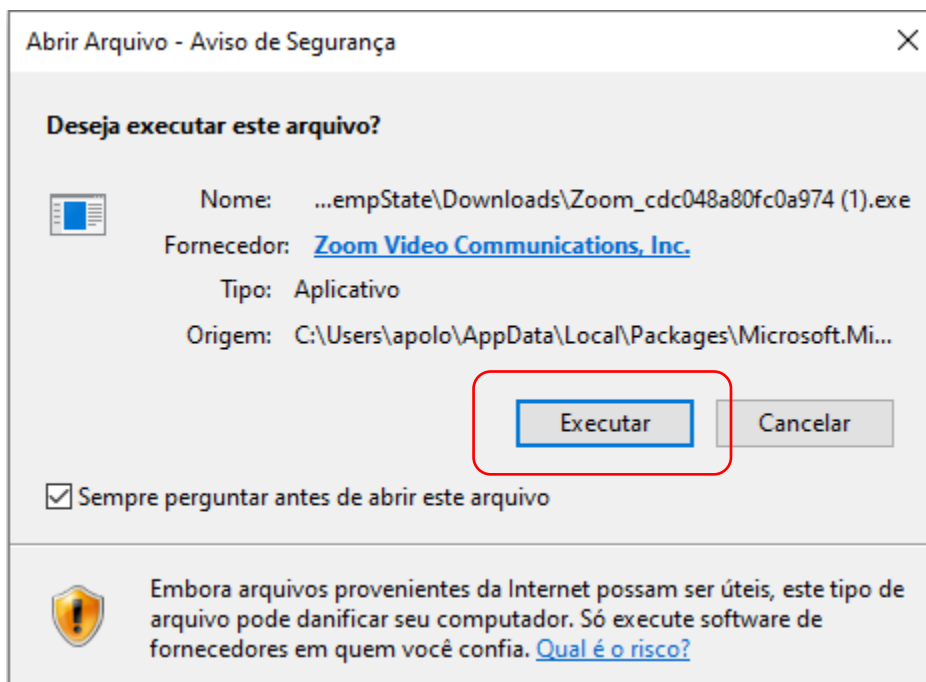 Abrir Arquivo - Aviso de Segurança
Deseja executar este arquivo?
Nome: ...empState\Downloads\Zoom_cdc048a80fc0a974 (1).exe
Fornecedor: Zoom Video Communications, Inc.
Tipo: Aplicativo
Origem: C:\Users\apolo\AppData\Local\Packages\Microsoft.Mi...
Executar Cancelar
Sempre perguntar antes de abrir este arquivo
Embora arquivos provenientes da Internet possam ser úteis, este tipo de
arquivo pode danificar seu computador. Só execute software de
fornecedores em quem você confia. Qual é o risco?